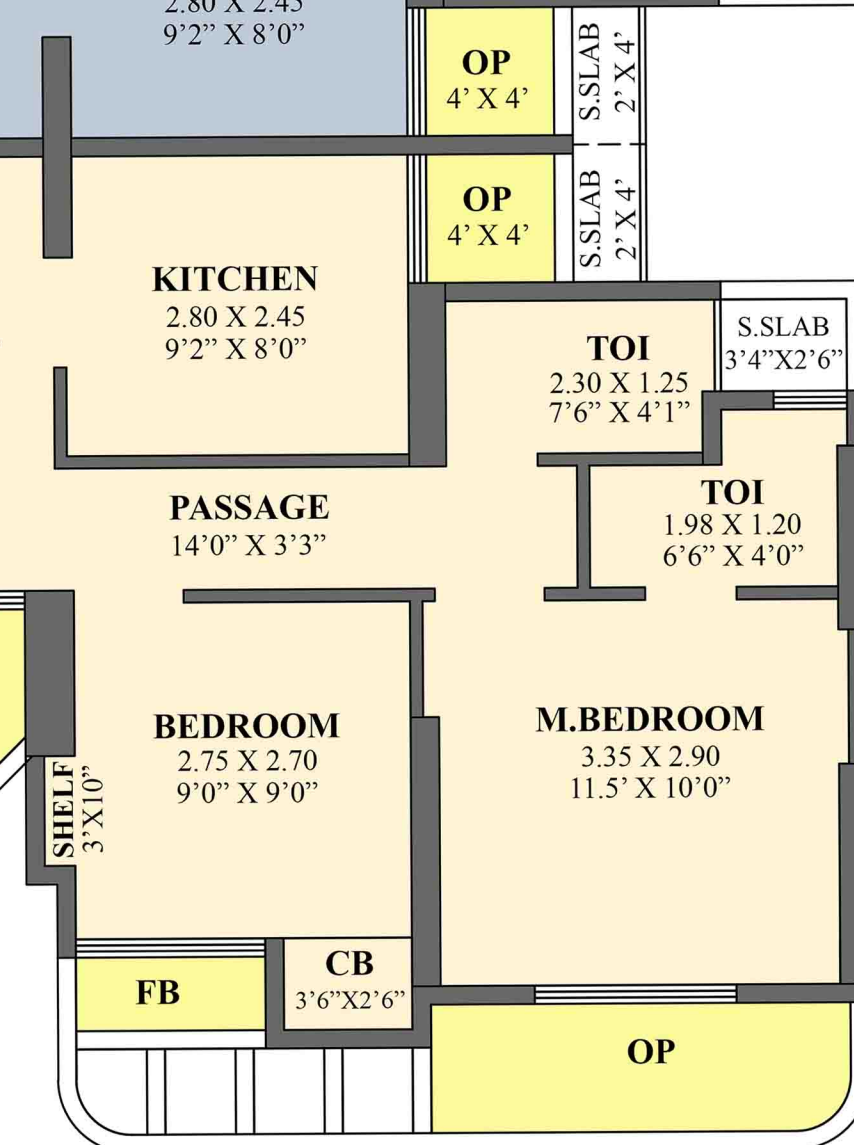 2.80 X 2.45
9’2” X 8’0”
OP
4’ X 4’
S.SLAB
2’ X 4’
OP
4’ X 4’
S.SLAB
2’ X 4’
KITCHEN
2.80 X 2.45
9’2” X 8’0”
TOI
2.30 X 1.25
7’6” X 4’1”
S.SLAB
3’4”X2’6”
PASSAGE
14’0” X 3’3”
TOI
1.98 X 1.20
6’6” X 4’0”
BEDROOM
2.75 X 2.70
9’0” X 9’0”
M.BEDROOM
3.35 X 2.90
11.5’ X 10’0”
SHELF
3’X10”
FB
CB
3’6”X2’6”
OP